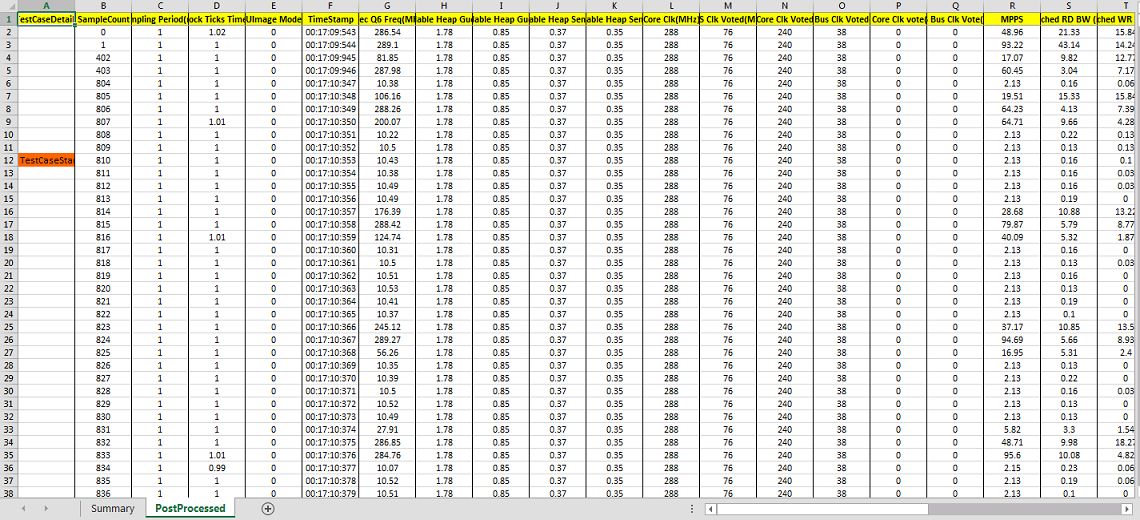 A B C D E F G H I J K L M N O P Q R S T
1 TestCaseDetail SampleCount mpling Period( ock Ticks Time UImage Mode TimeStamp ec Q6 Freq(MI able Heap Gu able Heap Gu able Heap Sen able Heap Sen Core Clk(MHz) S Clk Voted(M Core Clk Voted Bus Clk Voted Core Clk vote( Bus Clk Vote( MPPS ched RD BW ( ched WR
2 0 1 1.02 0 00:17:09:543 286.54 1.78 0.85 0.37 0.35 288 76 240 38 0 0 48.96 21.33 15.84
3 1 1 1 0 00:17:09:544 289.1 1.78 0.85 0.37 0.35 288 76 240 38 0 0 93.22 43.14 14.24
4 402 1 1 0 00:17:09:945 81.85 1.78 0.85 0.37 0.35 288 76 240 38 0 0 17.07 9.82 12.77
5 403 1 1 0 00:17:09:946 287.98 1.78 0.85 0.37 0.35 288 76 240 38 0 0 60.45 3.04 7.17
6 804 1 1 0 00:17:10:347 10.38 1.78 0.85 0.37 0.35 288 76 240 38 0 0 2.13 0.16 0.06
7 805 1 1 0 00:17:10:348 106.16 1.78 0.85 0.37 0.35 288 76 240 38 0 0 19.51 15.33 15.84
8 806 1 1 0 00:17:10:349 288.26 1.78 0.85 0.37 0.35 288 76 240 38 0 0 64.23 4.13 7.39
9 807 1 1.01 0 00:17:10:350 200.07 1.78 0.85 0.37 0.35 288 76 240 38 0 0 64.71 9.66 4.28
10 808 1 1 0 00:17:10:351 10.22 1.78 0.85 0.37 0.35 288 76 240 38 0 0 2.13 0.22 0.13
11 809 1 1 0 00:17:10:352 10.5 1.78 0.85 0.37 0.35 288 76 240 38 0 0 2.13 0.13 0.13
12 TestCaseStar 810 1 1 0 00:17:10:353 10.43 1.78 0.85 0.37 0.35 288 76 240 38 0 0 2.13 0.16 0.1
13 811 1 1 0 00:17:10:354 10.38 1.78 0.85 0.37 0.35 288 76 240 38 0 0 2.13 0.16 0.03
14 812 1 1 0 00:17:10:355 10.49 1.78 0.85 0.37 0.35 288 76 240 38 0 0 2.13 0.16 0.03
15 813 1 1 0 00:17:10:356 10.49 1.78 0.85 0.37 0.35 288 76 240 38 0 0 2.13 0.19 0
16 814 1 1 0 00:17:10:357 176.39 1.78 0.85 0.37 0.35 288 76 240 38 0 0 28.68 10.88 13.22
17 815 1 1 0 00:17:10:358 288.42 1.78 0.85 0.37 0.35 288 76 240 38 0 0 79.87 5.79 8.77
18 816 1 1.01 0 00:17:10:359 124.74 1.78 0.85 0.37 0.35 288 76 240 38 0 0 40.09 5.32 1.87
19 817 1 1 0 00:17:10:360 10.31 1.78 0.85 0.37 0.35 288 76 240 38 0 0 2.13 0.16 0
20 818 1 1 0 00:17:10:361 10.5 1.78 0.85 0.37 0.35 288 76 240 38 0 0 2.13 0.13 0.03
21 819 1 1 0 00:17:10:362 10.51 1.78 0.85 0.37 0.35 288 76 240 38 0 0 2.13 0.16 0
22 820 1 1 0 00:17:10:363 10.53 1.78 0.85 0.37 0.35 288 76 240 38 0 0 2.13 0.13 0
23 821 1 1 0 00:17:10:364 10.41 1.78 0.85 0.37 0.35 288 76 240 38 0 0 2.13 0.19 0
24 822 1 1 0 00:17:10:365 10.37 1.78 0.85 0.37 0.35 288 76 240 38 0 0 2.13 0.1 0
25 823 1 1 0 00:17:10:366 245.12 1.78 0.85 0.37 0.35 288 76 240 38 0 0 37.17 10.85 13.5
26 824 1 1 0 00:17:10:367 289.27 1.78 0.85 0.37 0.35 288 76 240 38 0 0 94.69 5.66 8.93
27 825 1 1 0 00:17:10:368 56.26 1.78 0.85 0.37 0.35 288 76 240 38 0 0 16.95 5.31 2.4
28 826 1 1 0 00:17:10:369 10.35 1.78 0.85 0.37 0.35 288 76 240 38 0 0 2.13 0.13 0
29 827 1 1 0 00:17:10:370 10.39 1.78 0.85 0.37 0.35 288 76 240 38 0 0 2.13 0.22 0
30 828 1 1 0 00:17:10:371 10.5 1.78 0.85 0.37 0.35 288 76 240 38 0 0 2.13 0.16 0.03
31 829 1 1 0 00:17:10:372 10.52 1.78 0.85 0.37 0.35 288 76 240 38 0 0 2.13 0.13 0
32 830 1 1 0 00:17:10:373 10.49 1.78 0.85 0.37 0.35 288 76 240 38 0 0 2.13 0.13 0
33 831 1 1 0 00:17:10:374 27.91 1.78 0.85 0.37 0.35 288 76 240 38 0 0 5.82 3.3 1.54
34 832 1 1 0 00:17:10:375 286.85 1.78 0.85 0.37 0.35 288 76 240 38 0 0 48.71 9.98 18.27
35 833 1 1.01 0 00:17:10:376 284.76 1.78 0.85 0.37 0.35 288 76 240 38 0 0 95.6 10.08 4.82
36 834 1 0.99 0 00:17:10:377 10.07 1.78 0.85 0.37 0.35 288 76 240 38 0 0 2.15 0.23 0.06
37 835 1 1 0 00:17:10:378 10.52 1.78 0.85 0.37 0.35 288 76 240 38 0 0 2.13 0.19 0.06
38 836 1 1 0 00:17:10:379 10.51 1.78 0.85 0.37 0.35 288 76 240 38 0 0 2.13 0.1 0
Summary PostProcessed